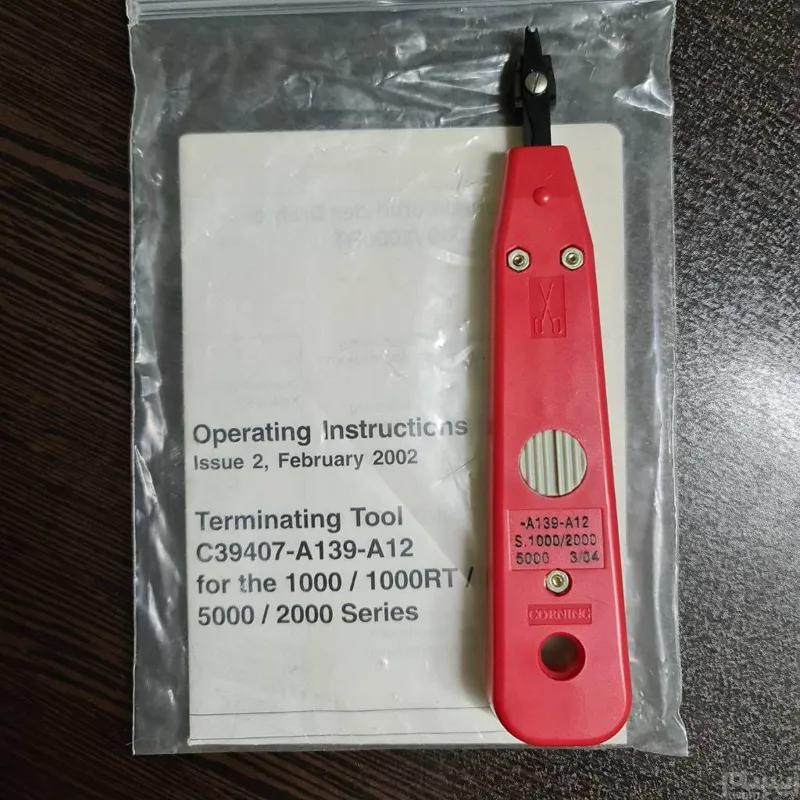 Operating Instructions
Issue 2, February 2002
Terminating Tool
C39407-A139-A12
for the 1000 / 1000RT /
5000 / 2000 Series
-A139-A12
S.1000/2000
5000 3/04
CORNING